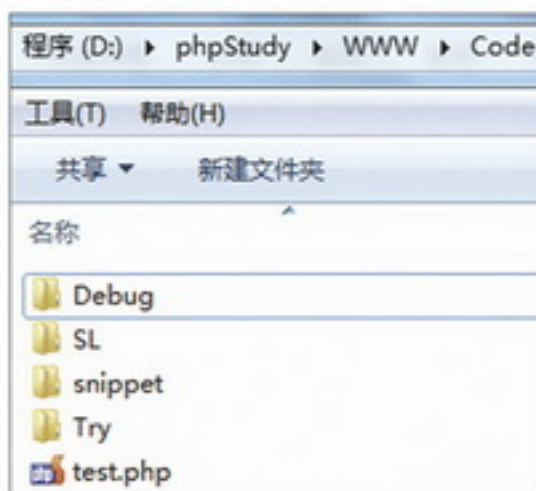 程序 (D:) ▸ phpStudy ▸ WWW ▸ Code
工具(T) 帮助(H)
共享 新建文件夹
名称
Debug
SL
snippet
Try
test.php